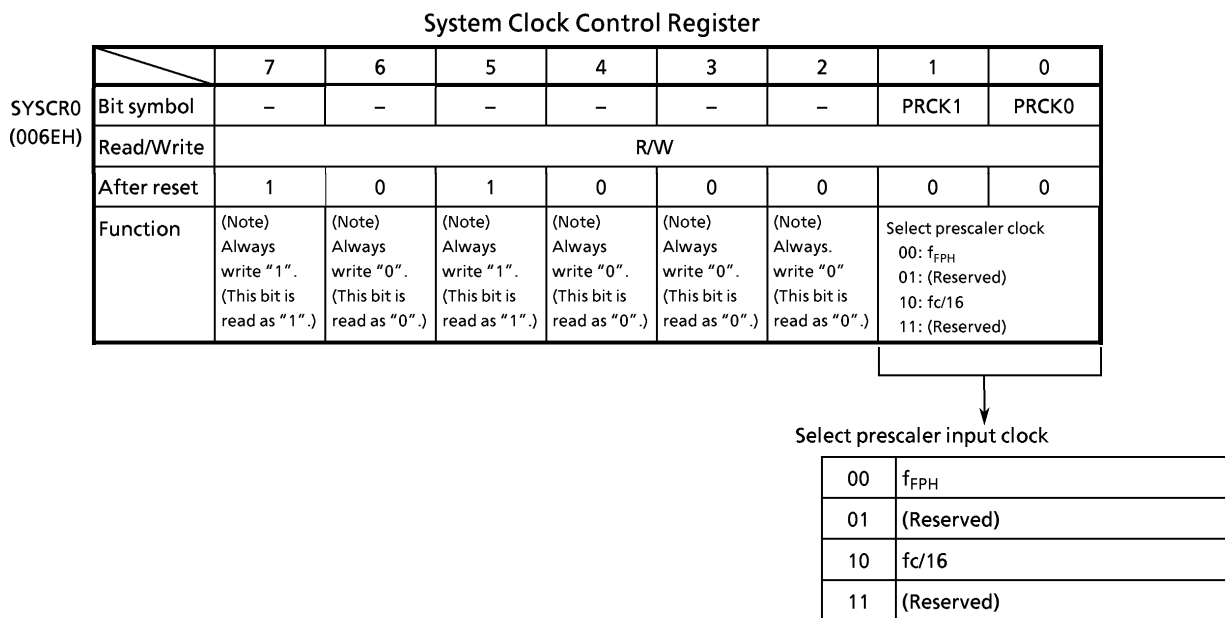 System Clock Control Register
7 6 5 4 3 2 1 0
SYSCR0
(006EH)
Bit symbol – – – – – – PRCK1 PRCK0
Read/Write R/W
After reset 1 0 1 0 0 0 0 0
Function
(Note)
Always
write “1”.
(This bit is
read as “1”.)
(Note)
Always
write “0”.
(This bit is
read as “0”.)
(Note)
Always
write “1”.
(This bit is
read as “1”.)
(Note)
Always
write “0”.
(This bit is
read as “0”.)
(Note)
Always
write “0”.
(This bit is
read as “0”.)
(Note)
Always.
write “0”
(This bit is
read as “0”.)
Select prescaler clock
00: fFPH
01: (Reserved)
10: fc/16
11: (Reserved)
Select prescaler input clock
00 fFPH
01 (Reserved)
10 fc/16
11 (Reserved)